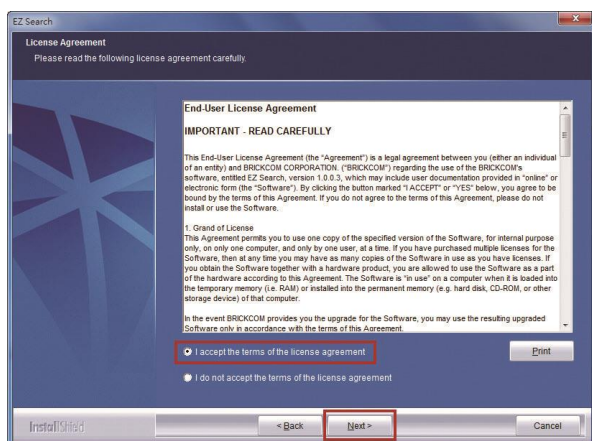 EZ Search
License Agreement
Please read the following license agreement carefully.
End-User License Agreement
IMPORTANT - READ CAREFULLY
This End-User License Agreement (the "Agreement") is a legal agreement between you (either an individual
of an entity) and BRICKCOM CORPORATION. ("BRICKCOM") regarding the use of the BRICKCOM's
software, entitled EZ Search, version 1.0.0.3, which may include user documentation provided in "online" or
electronic form (the "Software"). By clicking the button marked "I ACCEPT" or "YES" below, you agree to be
bound by the terms of this Agreement. If you do not agree to the terms of this Agreement, please do not
install or use the Software.
1. Grand of License
This Agreement permits you to use one copy of the specified version of the Software, for internal purpose
only, on only one computer, and only by one user, at a time. If you have purchased multiple licenses for the
Software, then at any time you may have as many copies of the Software in use as you have licenses. If
you obtain the Software together with a hardware product, you are allowed to use the Software as a part
of the hardware according to this Agreement. The Software is "in use" on a computer when it is loaded into
the temporary memory (i.e. RAM) or installed into the permanent memory (e.g. hard disk, CD-ROM, or other
storage device) of that computer.
In the event BRICKCOM provides you the upgrade for the Software, you may use the resulting upgraded
Software only in accordance with the terms of this Agreement.
I accept the terms of the license agreement
Print
I do not accept the terms of the license agreement
InstallShield
< Back
Next >
Cancel